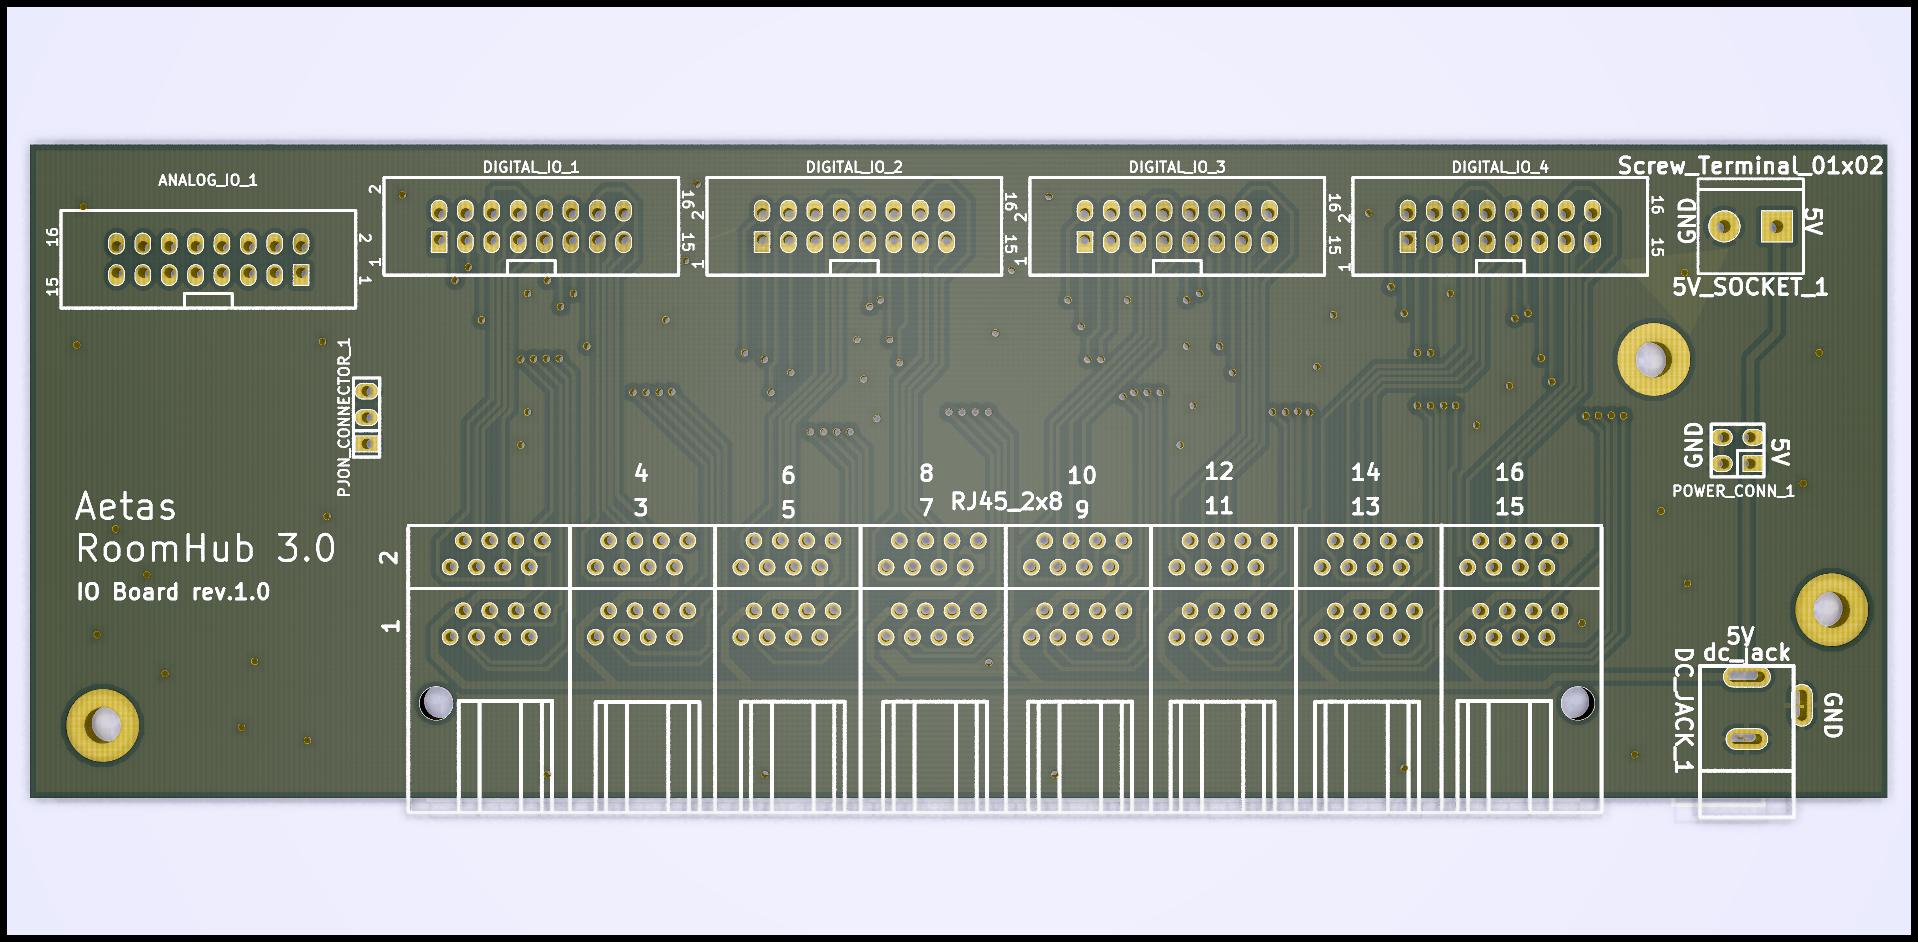 ANALOG_IO_1
DIGITAL_IO_1
DIGITAL_IO_2
DIGITAL_IO_3
DIGITAL_IO_4
Screw_Terminal_01x02
16
2
15
1
2
16
1
15
2
16
1
15
2
16
1
15
2
16
1
15
GND
5V
5V_SOCKET_1
PJON_CONNECTOR_1
GND
5V
POWER_CONN_1
4
6
8
10
12
14
16
3
5
7
RJ45_2x8
9
11
13
15
Aetas
RoomHub 3.0
IO Board rev.1.0
2
1
5V
dc_jack
DC_JACK_1
GND